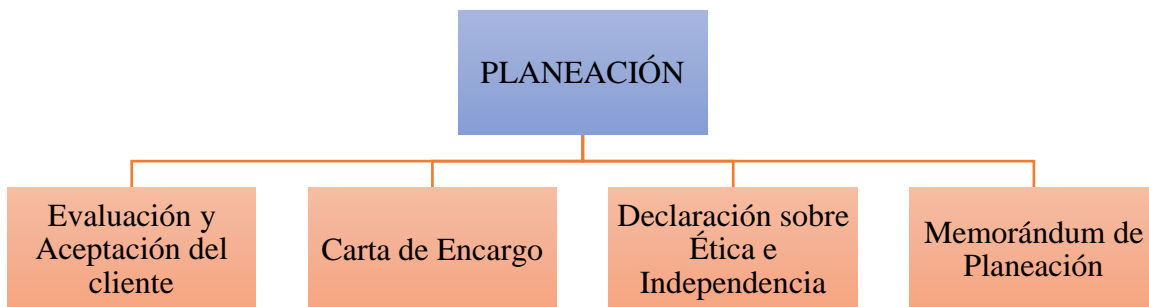 PLANEACIÓN
Evaluación y
Aceptación del
cliente
Carta de Encargo
Declaración sobre
Ética e
Independencia
Memorándum de
Planeación